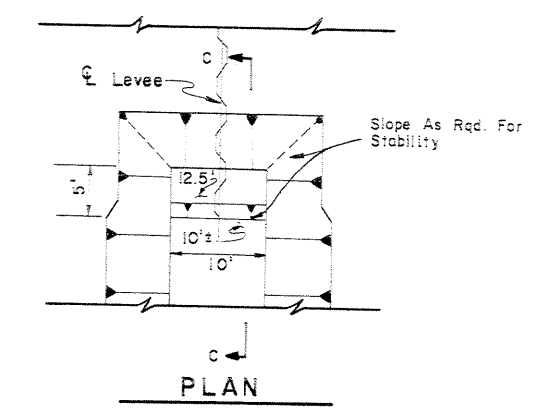 C
℄ Levee
Slope As Rqd. For
Stability
12.5'
5'
10'±
10'
C
PLAN